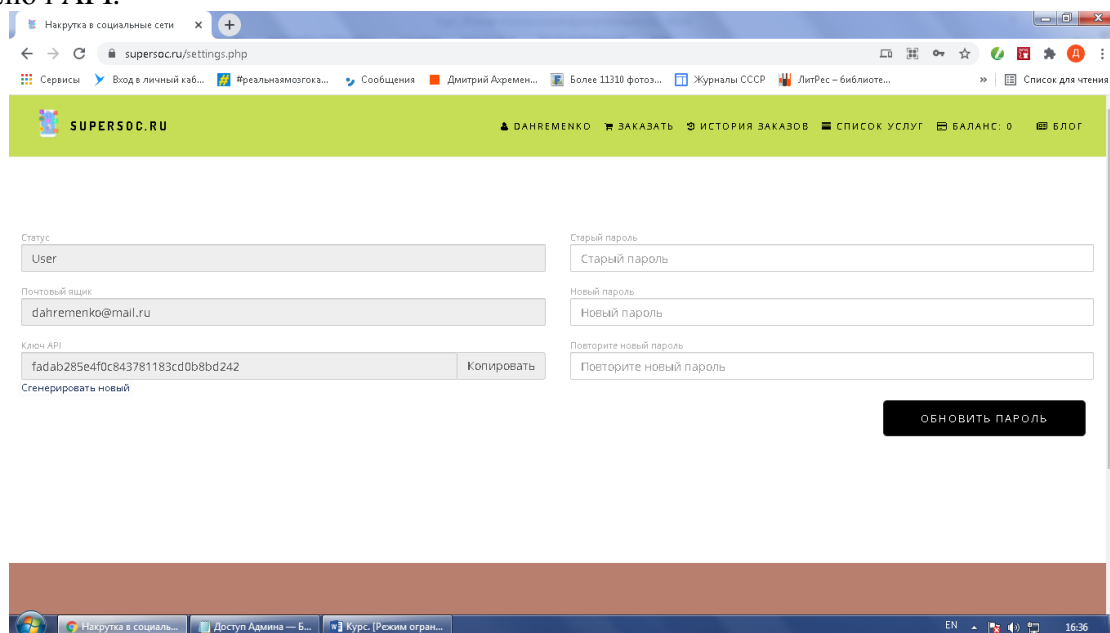 Накрутка в социальные сети
supersoc.ru/settings.php
Сервисы Вход в личный каб... #реальнаямозгока... Сообщения Дмитрий Ахремен... Более 11310 фотоэ... Журналы СССР ЛитРес – библиоте... » Список для чтения
SUPERSOC.RU DAHREMENKO ЗАКАЗАТЬ ИСТОРИЯ ЗАКАЗОВ СПИСОК УСЛУГ БАЛАНС: 0 БЛОГ
Статус
User
Почтовый ящик
dahremenko@mail.ru
Ключ API
fadab285e4f0c843781183cd0b8bd242 Копировать
Сгенерировать новый
Старый пароль
Старый пароль
Новый пароль
Новый пароль
Повторите новый пароль
Повторите новый пароль
ОБНОВИТЬ ПАРОЛЬ
Накрутка в социаль... Доступ Админа — Б... Курс. [Режим огран... EN 16:36